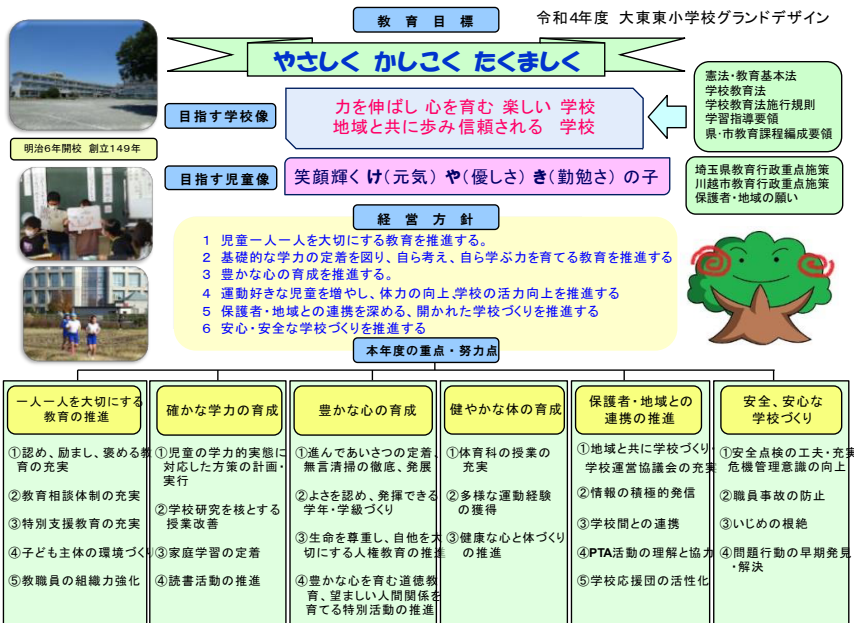 教育目標
令和4年度 大東東小学校グランドデザイン
やさしく かしこく たくましく
目指す学校像
力を伸ばし 心を育む 楽しい 学校
地域と共に歩み信頼される 学校
憲法・教育基本法
学校教育法
学校教育法施行規則
学習指導要領
県・市教育課程編成要領
明治6年開校 創立149年
目指す児童像
笑顔輝く け(元気) や(優しさ) き(勤勉さ) の子
埼玉県教育行政重点施策
川越市教育行政重点施策
保護者・地域の願い
経営方針
1 児童一人一人を大切にする教育を推進する。
2 基礎的な学力の定着を図り、自ら考え、自ら学ぶ力を育てる教育を推進する
3 豊かな心の育成を推進する。
4 運動好きな児童を増やし、体力の向上、学校の活力向上を推進する
5 保護者・地域との連携を深める、開かれた学校づくりを推進する
6 安心・安全な学校づくりを推進する
本年度の重点・努力点
一人一人を大切にする
教育の推進
①認め、励まし、褒める教
育の充実
②教育相談体制の充実
③特別支援教育の充実
④子ども主体の環境づくり
⑤教職員の組織力強化
確かな学力の育成
①児童の学力的実態に
対応した方策の計画・
実行
②学校研究を核とする
授業改善
③家庭学習の定着
④読書活動の推進
豊かな心の育成
①進んであいさつの定着、
無言清掃の徹底、発展
②よさを認め、発揮できる
学年・学級づくり
③生命を尊重し、自他を大
切にする人権教育の推進
④豊かな心を育む道徳教
育、望ましい人間関係を
育てる特別活動の推進
健やかな体の育成
①体育科の授業の
充実
②多様な運動経験
の獲得
③健康な心と体づくり
の推進
保護者・地域との
連携の推進
①地域と共に学校づくり・
学校運営協議会の充実
②情報の積極的発信
③学校間との連携
④PTA活動の理解と協力
⑤学校応援団の活性化
安全、安心な
学校づくり
①安全点検の工夫・充実
危機管理意識の向上
②職員事故の防止
③いじめの根絶
④問題行動の早期発見
・解決